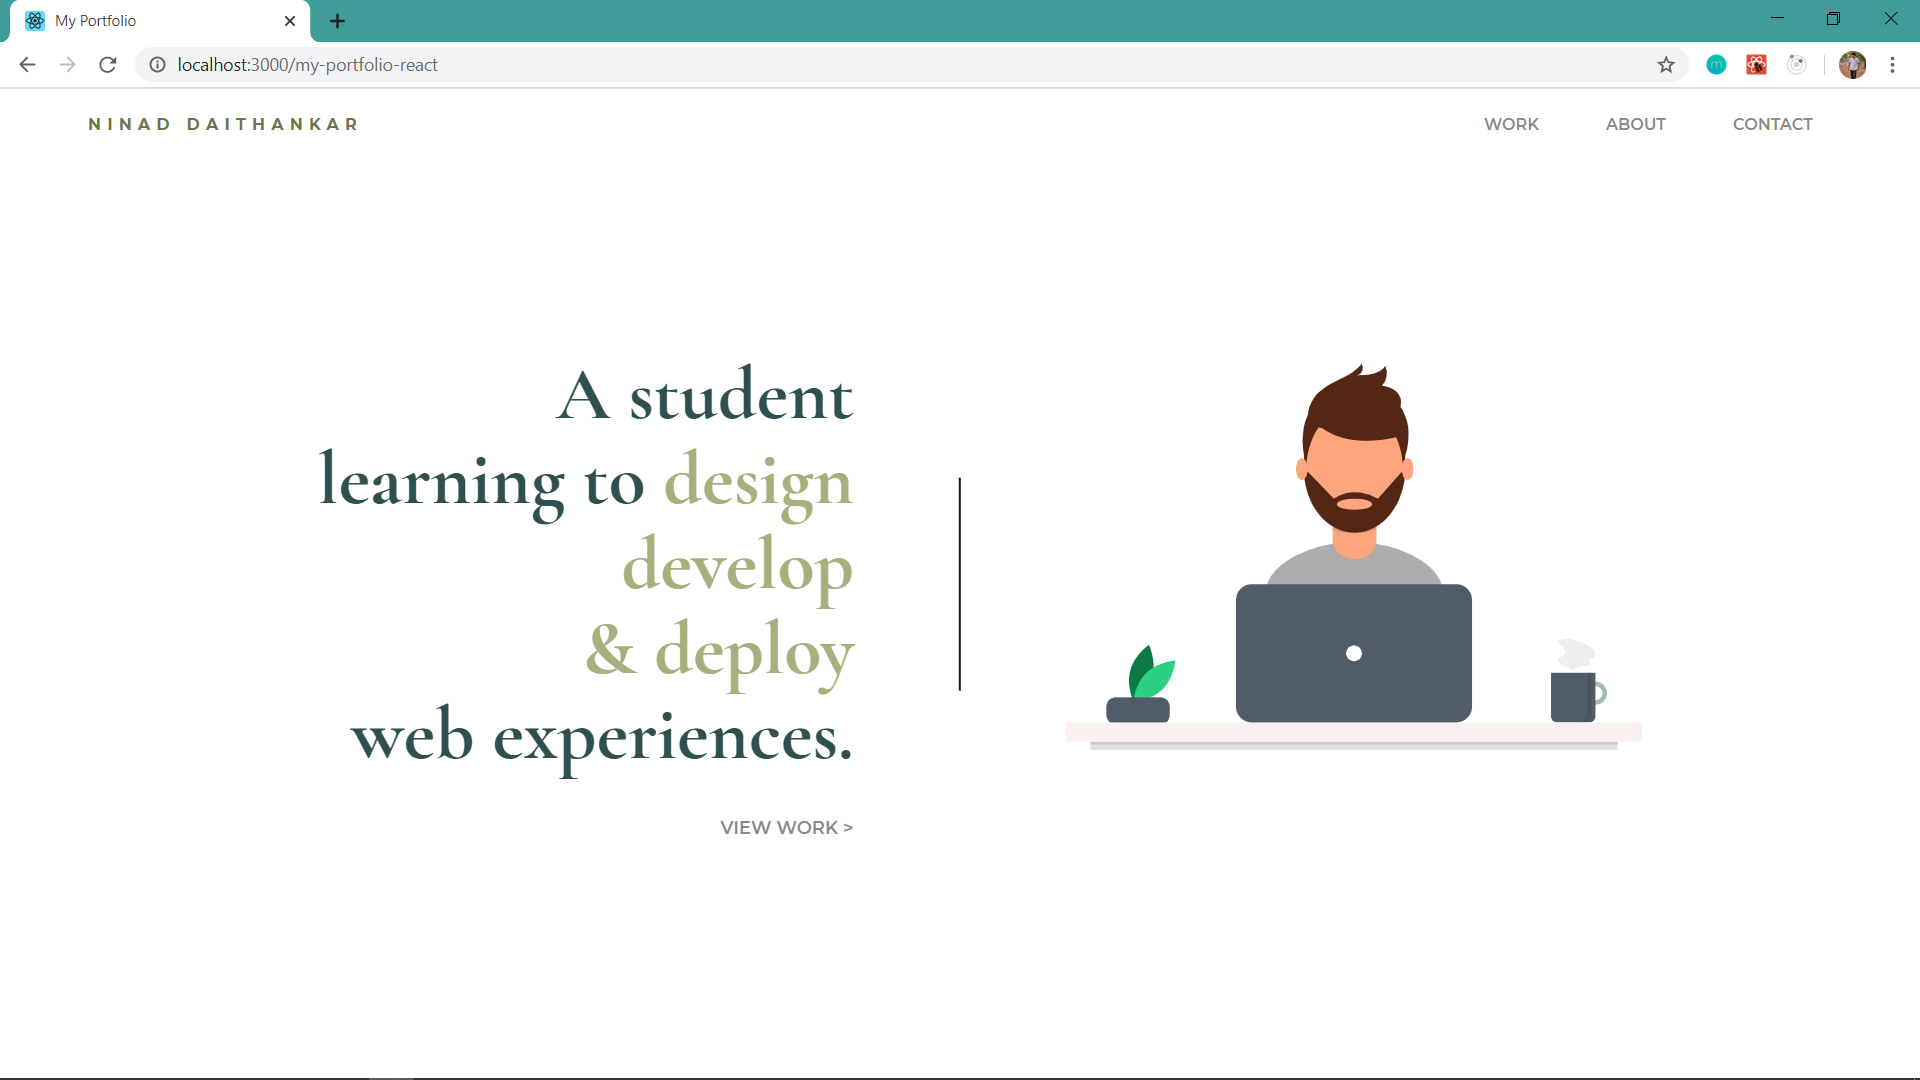 My Portfolio
localhost:3000/my-portfolio-react
NINAD DAITHANKAR
WORK
ABOUT
CONTACT
A student
learning to design
develop
& deploy
web experiences.
VIEW WORK >